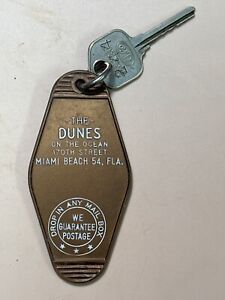 THE
DUNES
ON THE OCEAN
170TH STREET
MIAMI BEACH 54, FLA.
DROP IN ANY MAIL BOX
WE
GUARANTEE
POSTAGE